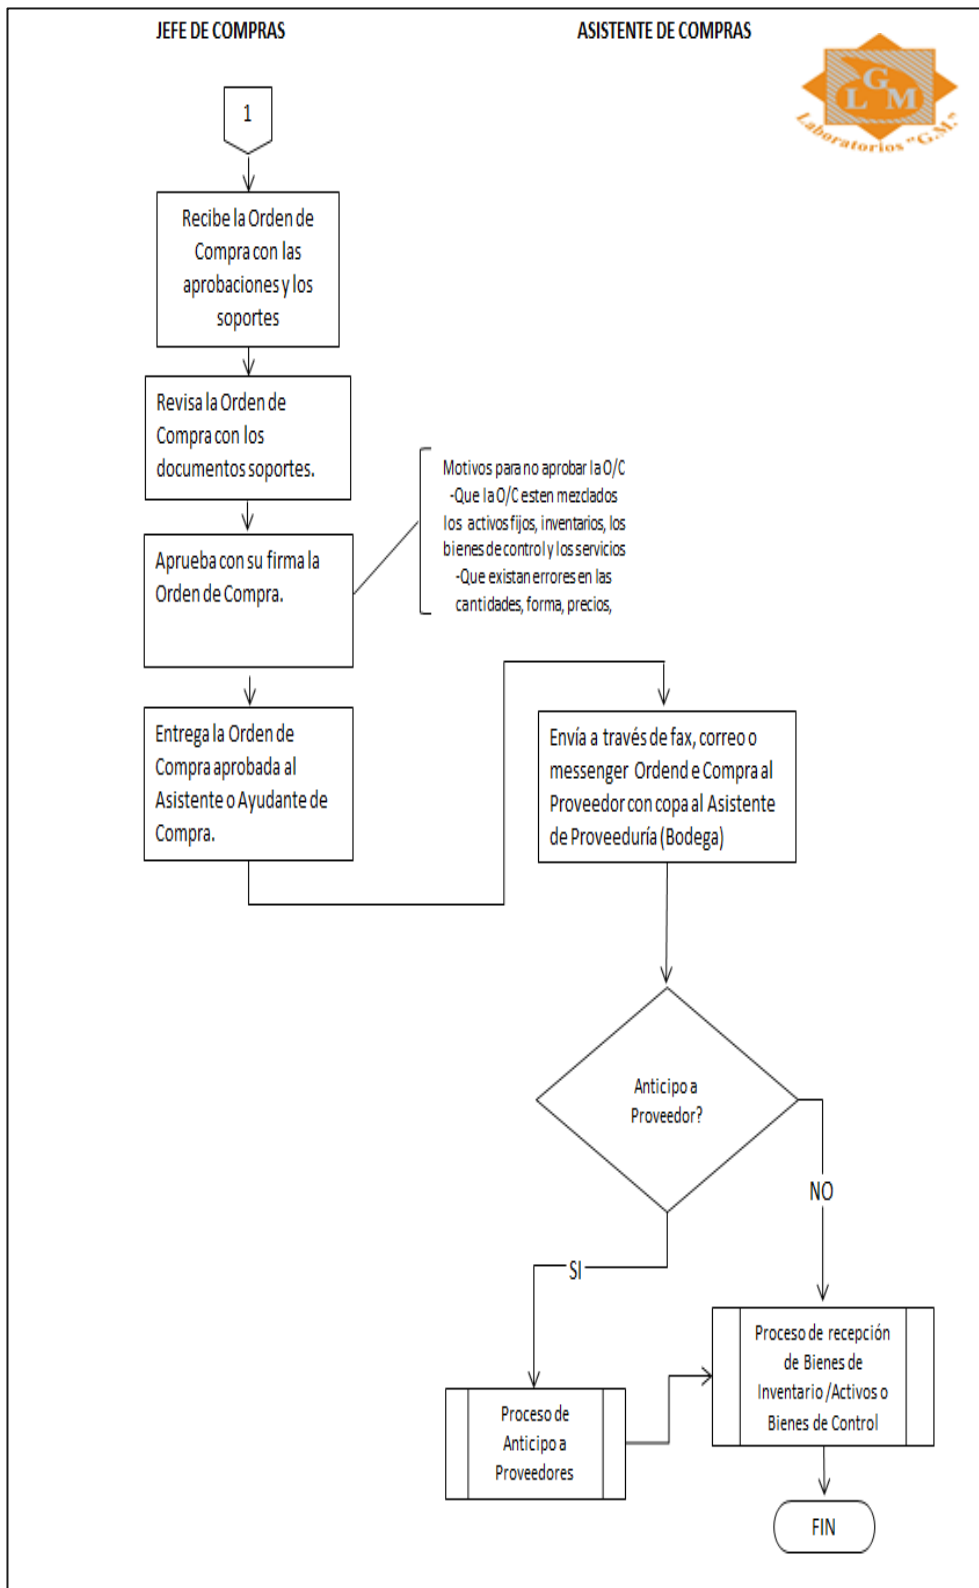 JEFE DE COMPRAS
ASISTENTE DE COMPRAS
L G M
Laboratorios "G.M."
1
Recibe la Orden de
Compra con las
aprobaciones y los
soportes
Revisa la Orden de
Compra con los
documentos soportes.
Aprueba con su firma la
Orden de Compra.
Motivos para no aprobar la O/C
-Que la O/C esten mezclados
los activos fijos, inventarios, los
bienes de control y los servicios
-Que existan errores en las
cantidades, forma, precios,
Entrega la Orden de
Compra aprobada al
Asistente o Ayudante de
Compra.
Envía a través de fax, correo o
messenger Ordend e Compra al
Proveedor con copa al Asistente
de Proveeduría (Bodega)
Anticipo a
Proveedor?
NO
SI
Proceso de recepción
de Bienes de
Inventario /Activos o
Bienes de Control
Proceso de
Anticipo a
Proveedores
FIN